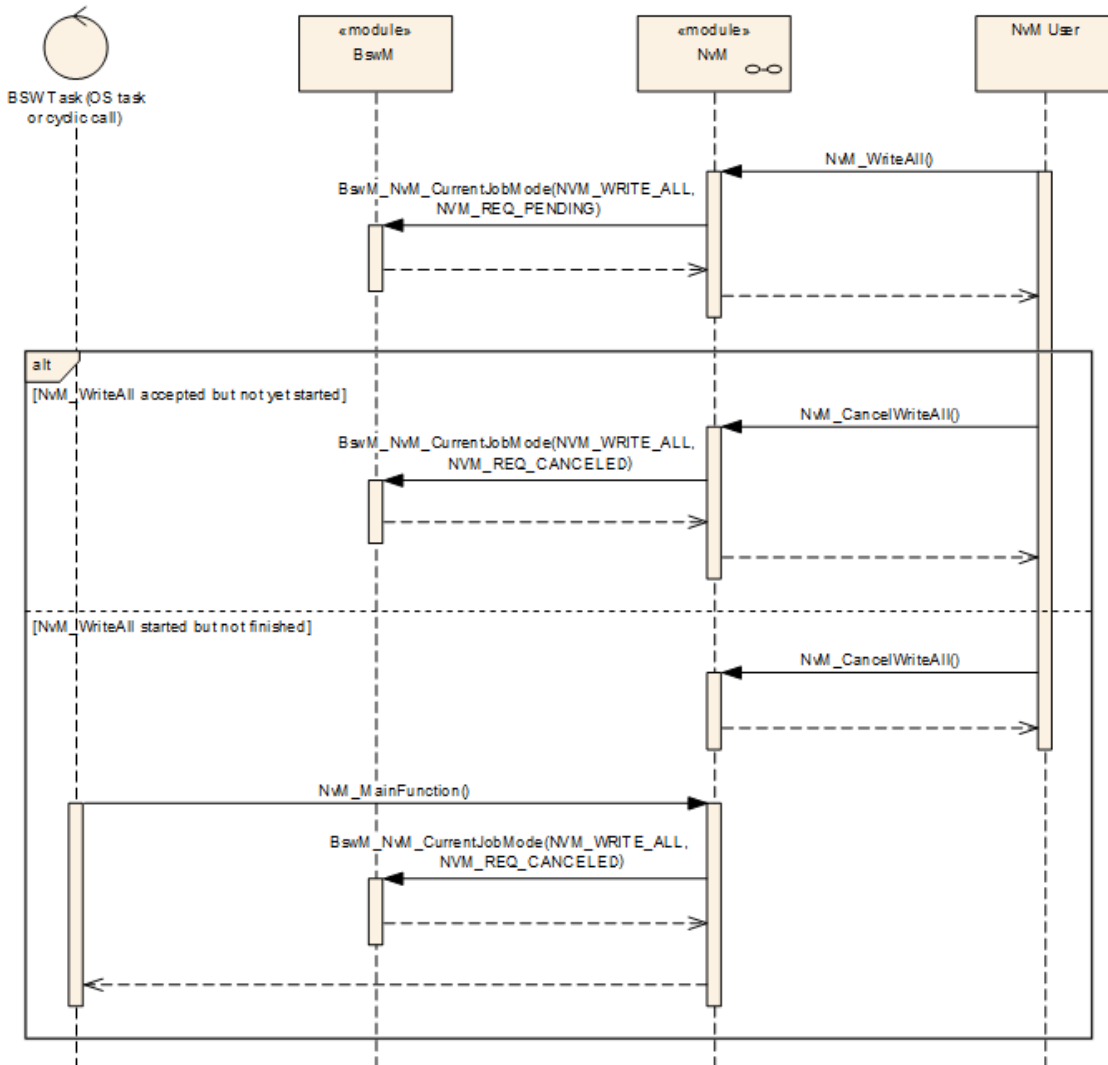 «module»
BswM
«module»
NvM
NvM User
BSW Task (OS task
or cyclic call)
NvM_WriteAll()
BswM_NvM_CurrentJobMode(NVM_WRITE_ALL,
NVM_REQ_PENDING)
alt
[NvM_WriteAll accepted but not yet started]
NvM_CancelWriteAll()
BswM_NvM_CurrentJobMode(NVM_WRITE_ALL,
NVM_REQ_CANCELED)
[NvM_WriteAll started but not finished]
NvM_CancelWriteAll()
NvM_MainFunction()
BswM_NvM_CurrentJobMode(NVM_WRITE_ALL,
NVM_REQ_CANCELED)